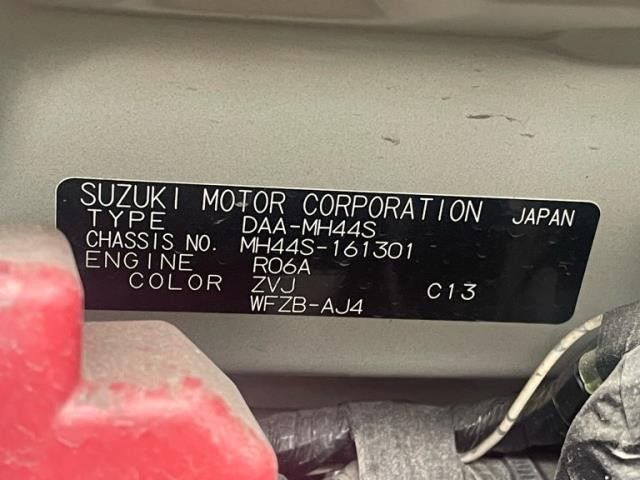 SUZUKI MOTOR CORPORATION JAPAN
TYPE DAA-MH44S
CHASSIS NO. MH44S-161301
ENGINE R06A
COLOR ZVJ C13
WFZB-AJ4